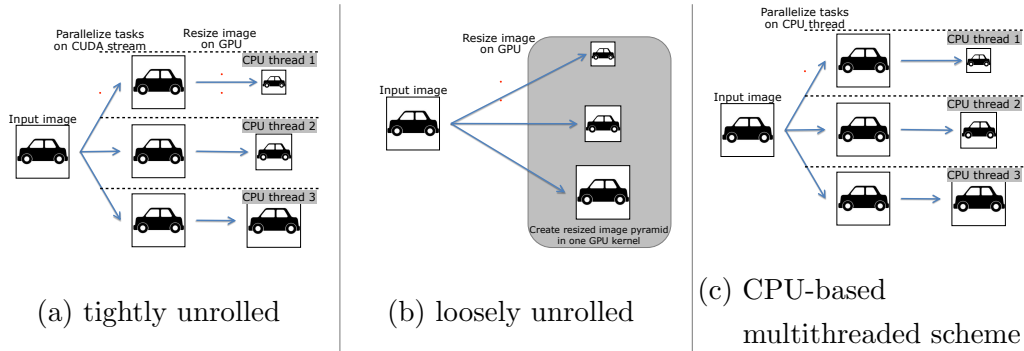 Parallelize tasks
on CUDA stream
Resize image
on GPU
CPU thread 1
Input image
CPU thread 2
CPU thread 3
(a) tightly unrolled
Resize image
on GPU
Input image
Create resized image pyramid
in one GPU kernel
(b) loosely unrolled
Parallelize tasks
on CPU thread
CPU thread 1
Input image
CPU thread 2
CPU thread 3
(c) CPU-based
multithreaded scheme